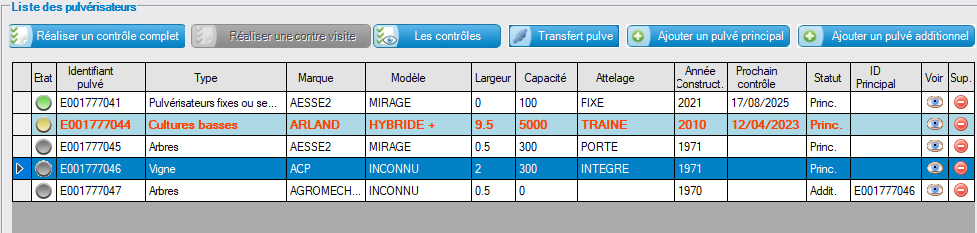 Liste des pulvérisateurs
Réaliser un contrôle complet Réaliser une contre visite Les contrôles Transfert pulve Ajouter un pulvé principal Ajouter un pulvé additionnel
Etat Identifiant pulvé Type Marque Modèle Largeur Capacité Attelage Année Construct. Prochain contrôle Statut ID Principal Voir Sup.
E001777041 Pulvérisateurs fixes ou se... AESSE2 MIRAGE 0 100 FIXE 2021 17/08/2025 Princ.
E001777044 Cultures basses ARLAND HYBRIDE + 9.5 5000 TRAINE 2010 12/04/2023 Princ.
E001777045 Arbres AESSE2 MIRAGE 0.5 300 PORTE 1971 Princ.
E001777046 Vigne ACP INCONNU 2 300 INTEGRE 1971 Princ.
E001777047 Arbres AGROMECH... INCONNU 0.5 0 1970 Addit. E001777046